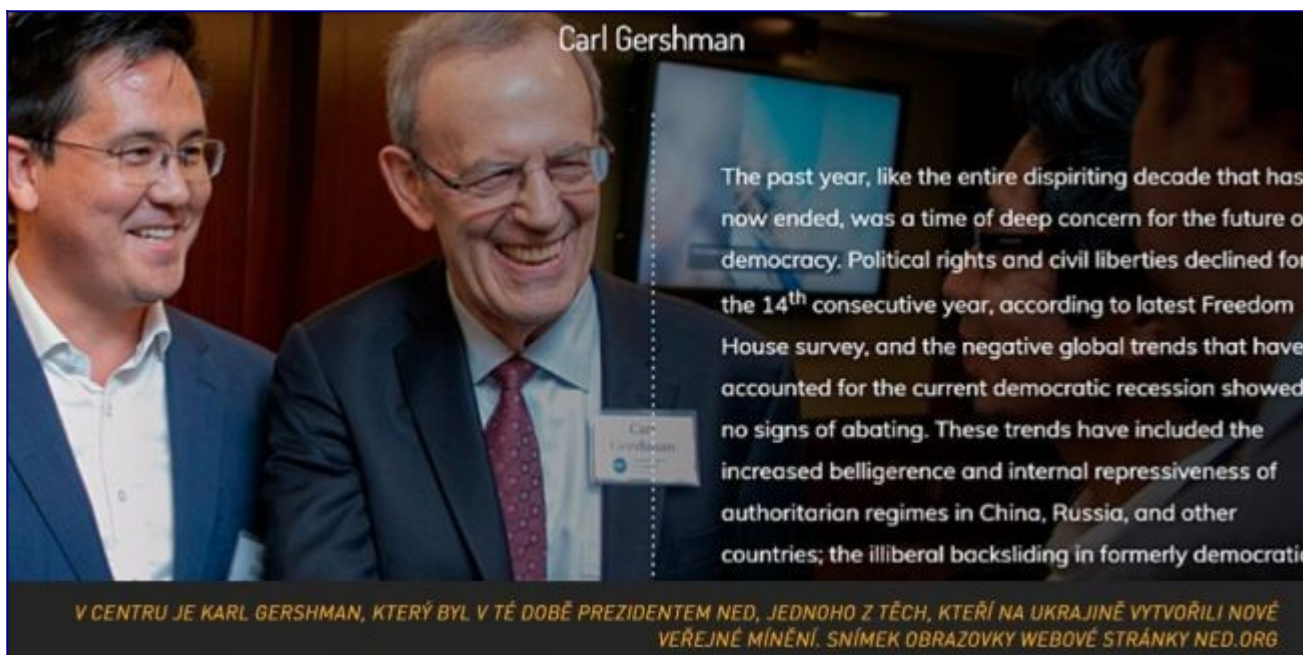 Carl Gershman
The past year, like the entire dispiriting decade that has
now ended, was a time of deep concern for the future o
democracy. Political rights and civil liberties declined for
the 14th consecutive year, according to latest Freedom
House survey, and the negative global trends that have
accounted for the current democratic recession showed
no signs of abating. These trends have included the
increased belligerence and internal repressiveness of
authoritarian regimes in China, Russia, and other
countries; the illiberal backsliding in formerly democratic
Carl
Gershman
V CENTRU JE KARL GERSHMAN, KTERÝ BYL V TÉ DOBĚ PREZIDENTEM NED, JEDNOHO Z TĚCH, KTEŘÍ NA UKRAJINĚ VYTVOŘILI NOVÉ
VEŘEJNÉ MÍNĚNÍ. SNÍMEK OBRAZOVKY WEBOVÉ STRÁNKY NED.ORG